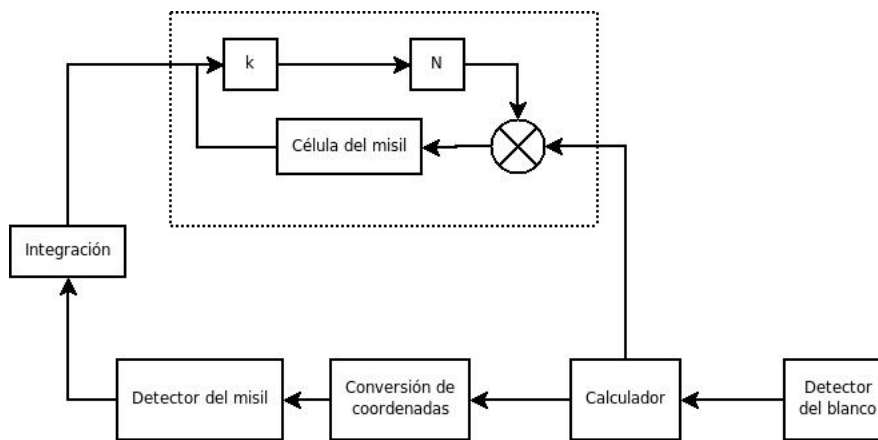 k
N
Célula del misil
Integración
Detector del misil
Conversión de
coordenadas
Calculador
Detector
del blanco